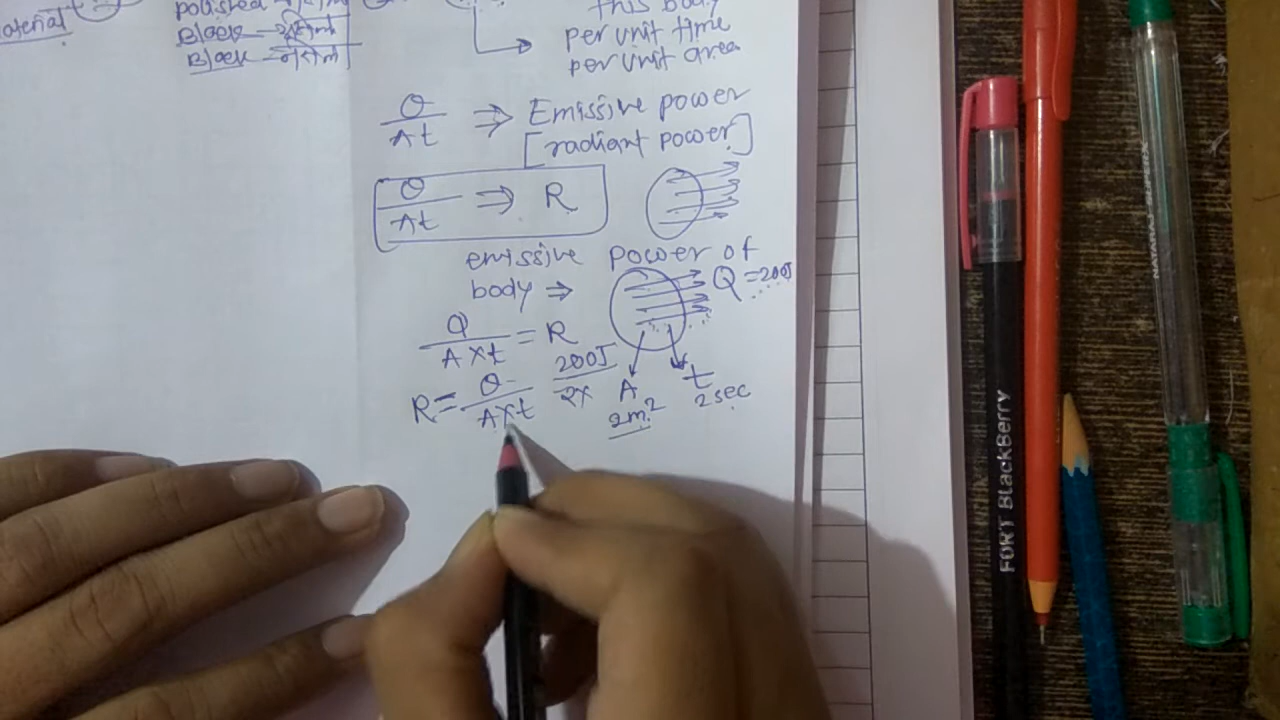 material
polished
Black
Black
this body
per unit time
per unit area
Q/At ⇒ Emissive power
[radiant power]
Q/At ⇒ R
emissive power of
body ⇒ Q = 200J
Q/A×t = R
R = Q/A×t 200J/2× A t
2m² 2sec
FORT BlackBerry